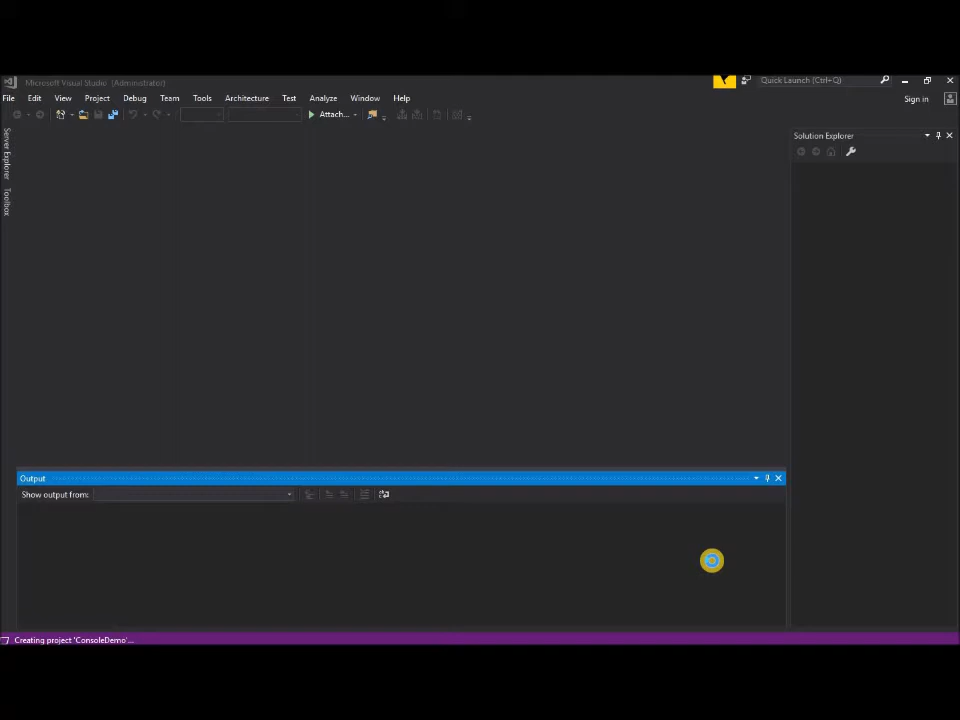 Microsoft Visual Studio (Administrator)
Quick Launch (Ctrl+Q)
File Edit View Project Debug Team Tools Architecture Test Analyze Window Help
Sign in
Attach...
Server Explorer
Toolbox
Solution Explorer
Output
Show output from:
Creating project 'ConsoleDemo'...